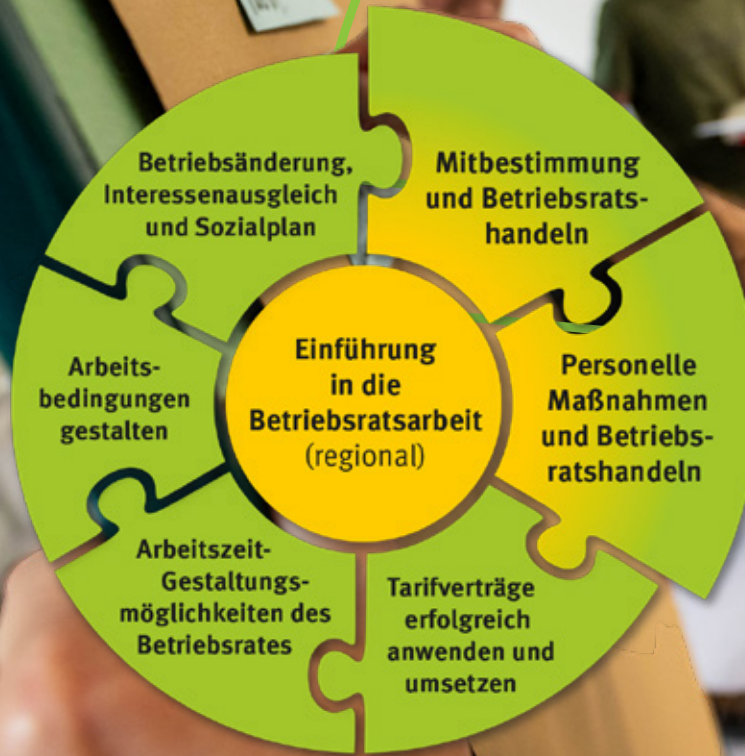 Betriebsänderung,
Interessenausgleich
und Sozialplan
Mitbestimmung
und Betriebsrats-
handeln
Personelle
Maßnahmen
und Betriebs-
ratshandeln
Tarifverträge
erfolgreich
anwenden und
umsetzen
Arbeitszeit-
Gestaltungs-
möglichkeiten des
Betriebsrates
Arbeits-
bedingungen
gestalten
Einführung
in die
Betriebsratsarbeit
(regional)